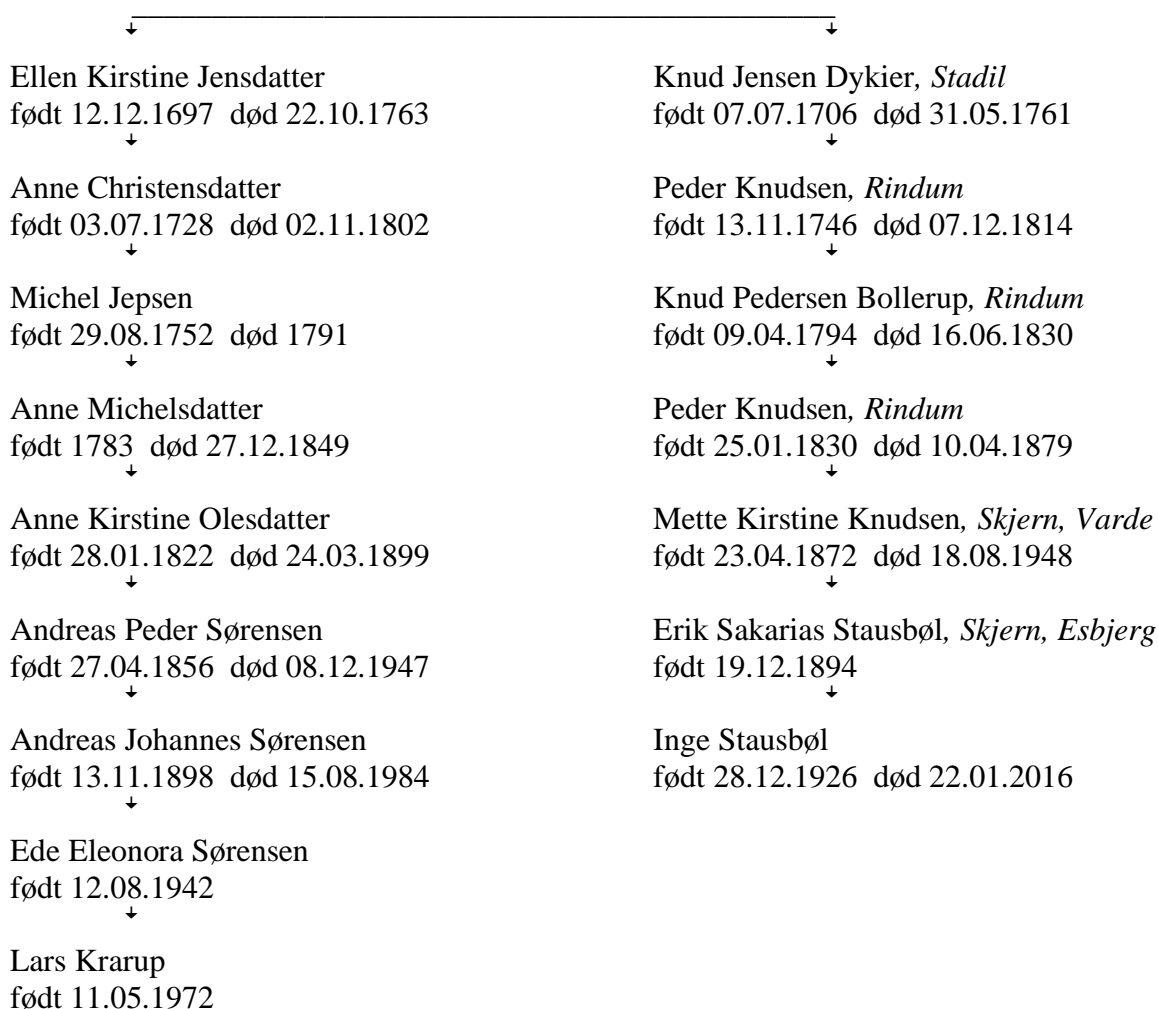 Ellen Kirstine Jensdatter
født 12.12.1697 død 22.10.1763
Anne Christensdatter
født 03.07.1728 død 02.11.1802
Michel Jepsen
født 29.08.1752 død 1791
Anne Michelsdatter
født 1783 død 27.12.1849
Anne Kirstine Olesdatter
født 28.01.1822 død 24.03.1899
Andreas Peder Sørensen
født 27.04.1856 død 08.12.1947
Andreas Johannes Sørensen
født 13.11.1898 død 15.08.1984
Ede Eleonora Sørensen
født 12.08.1942
Lars Krarup
født 11.05.1972
Knud Jensen Dykier, Stadil
født 07.07.1706 død 31.05.1761
Peder Knudsen, Rindum
født 13.11.1746 død 07.12.1814
Knud Pedersen Bollerup, Rindum
født 09.04.1794 død 16.06.1830
Peder Knudsen, Rindum
født 25.01.1830 død 10.04.1879
Mette Kirstine Knudsen, Skjern, Varde
født 23.04.1872 død 18.08.1948
Erik Sakarias Stausbøl, Skjern, Esbjerg
født 19.12.1894
Inge Stausbøl
født 28.12.1926 død 22.01.2016